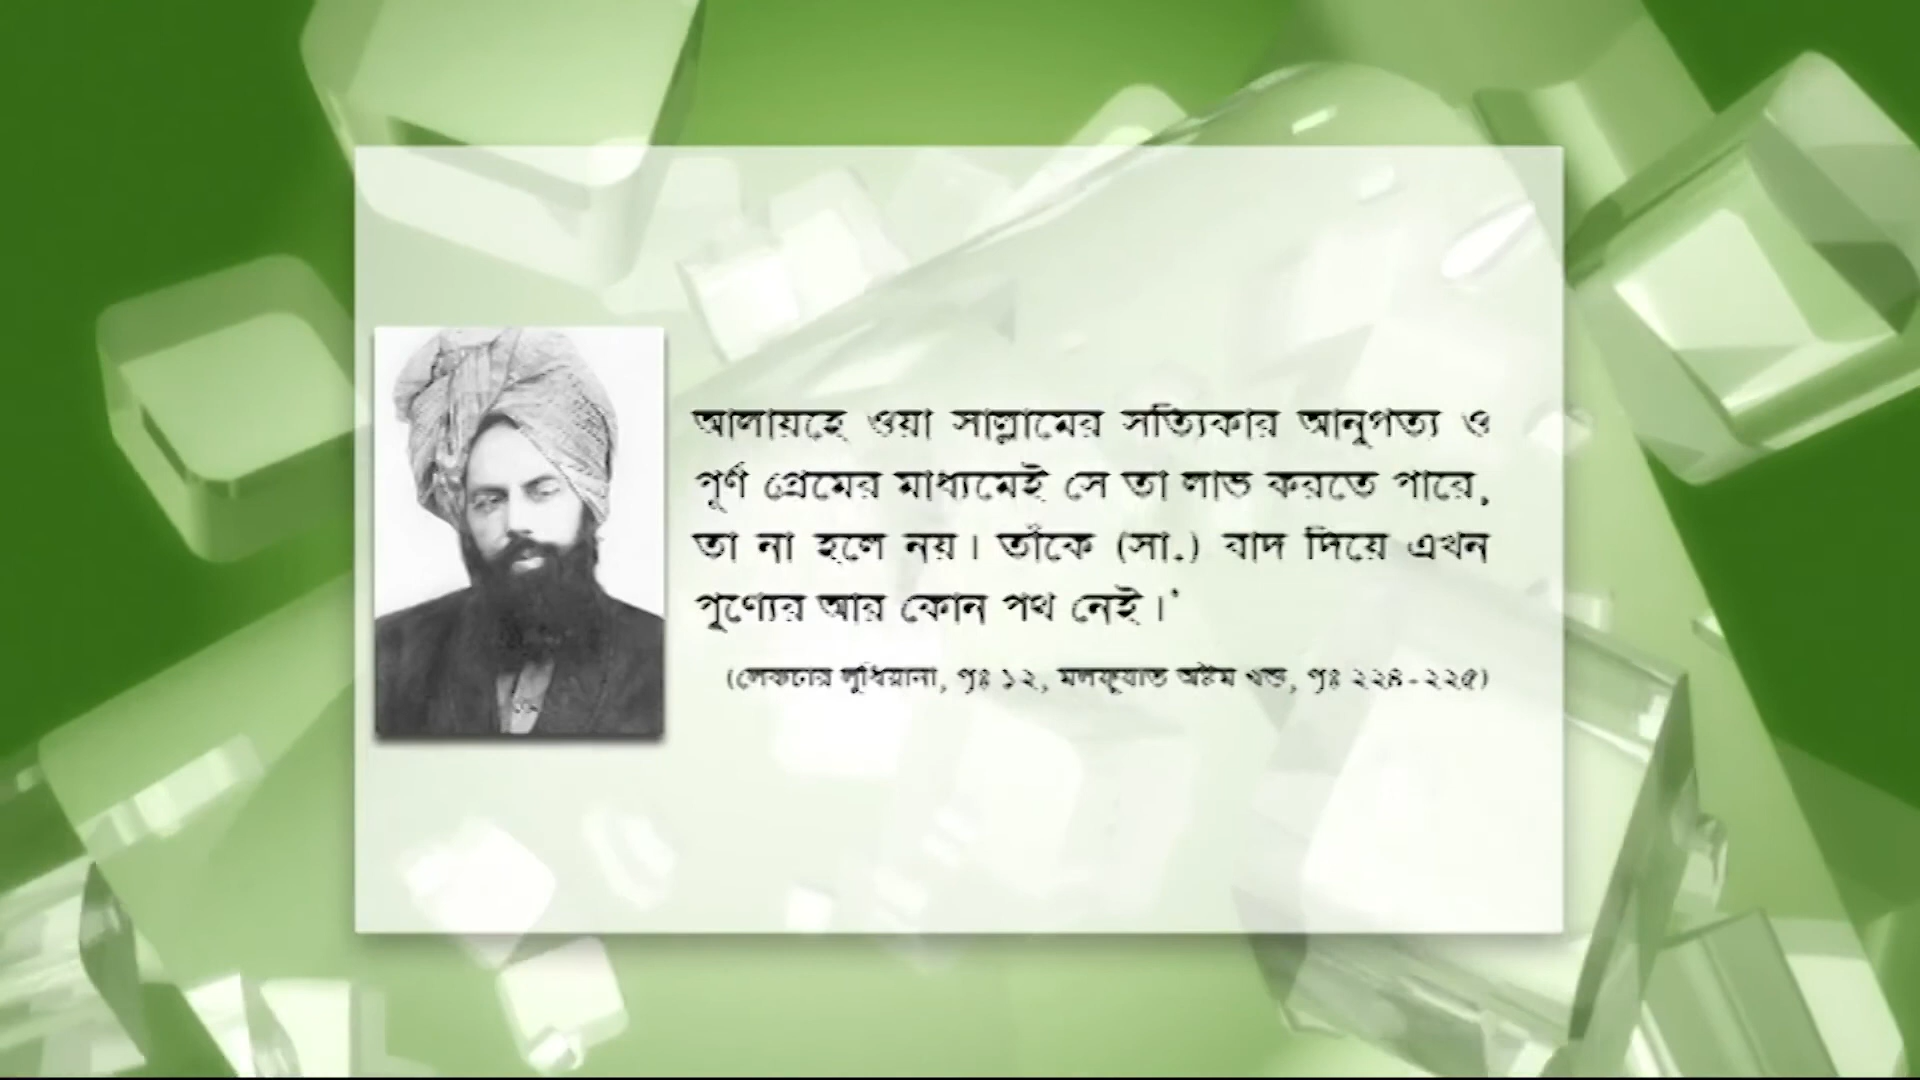 আলায়হে ওয়া সাল্লামের সত্যিকার আনুগত্য ও
পূর্ণ প্রেমের মাধ্যমেই সে তা লাভ করতে পারে,
তা না হলে নয়। তাঁকে (সা.) বাদ দিয়ে এখন
পুণ্যের আর কোন পথ নেই।’
(লেকচার লুধিয়ানা, পৃঃ ১২, মলফূযাত অষ্টম খন্ড, পৃঃ ২২৪-২২৫)